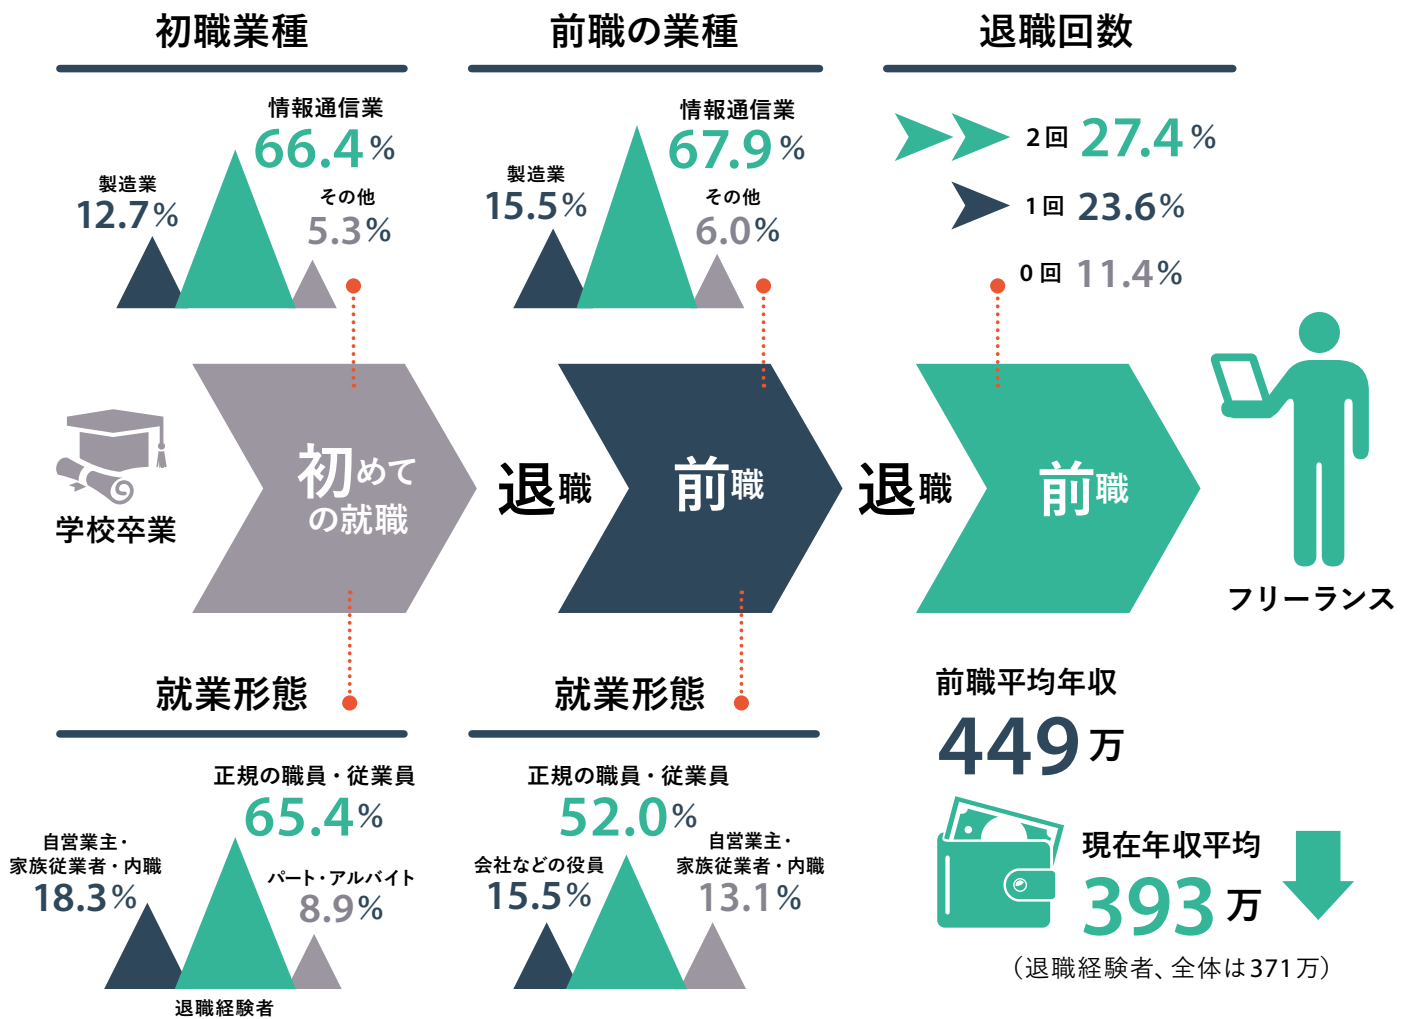 初職業種
情報通信業
66.4%
製造業
12.7%
その他
5.3%
前職の業種
情報通信業
67.9%
製造業
15.5%
その他
6.0%
退職回数
2回 27.4%
1回 23.6%
0回 11.4%
学校卒業
初めて
の就職
退職
前職
退職
前職
フリーランス
就業形態
正規の職員・従業員
65.4%
自営業主・
家族従業者・内職
18.3%
パート・アルバイト
8.9%
退職経験者
就業形態
正規の職員・従業員
52.0%
会社などの役員
15.5%
自営業主・
家族従業者・内職
13.1%
前職平均年収
449万
現在年収平均
393万
（退職経験者、全体は371万）